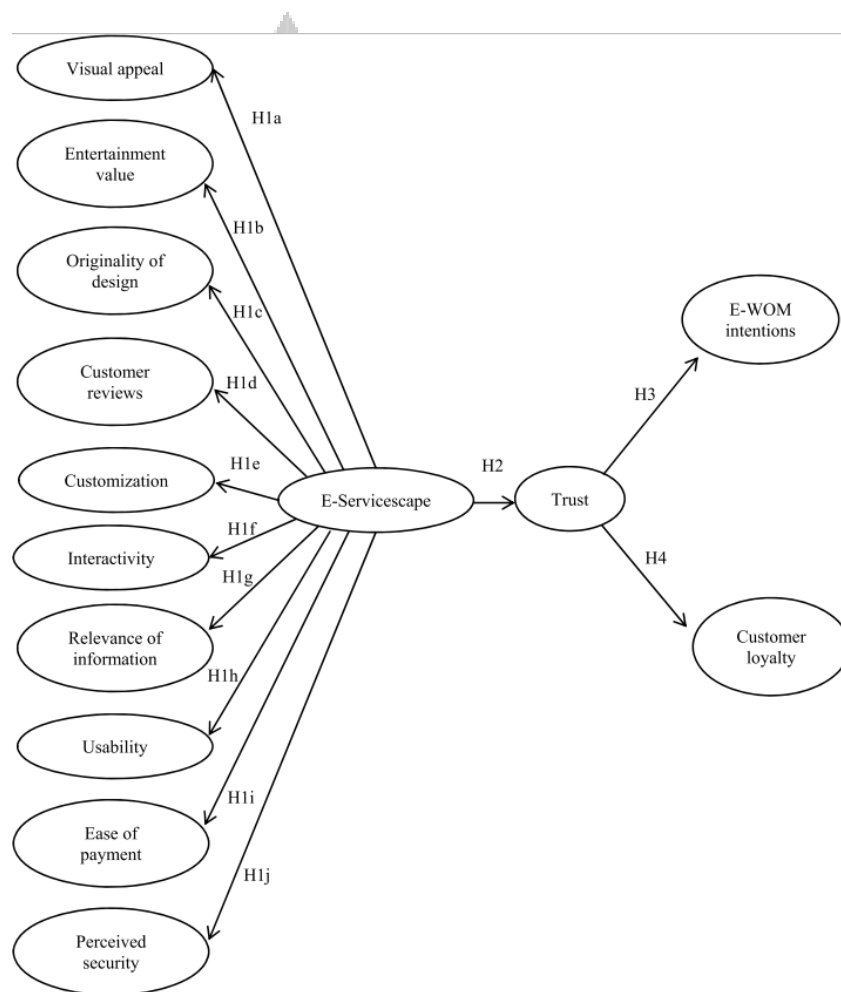 Visual appeal
H1a
Entertainment
value
H1b
Originality of
design
H1c
E-WOM
intentions
Customer
reviews
H1d
H3
H1e
Customization
H2
E-Servicescape
Trust
H1f
Interactivity
H1g
H4
Relevance of
information
Customer
loyalty
H1h
Usability
H1i
Ease of
payment
H1j
Perceived
security